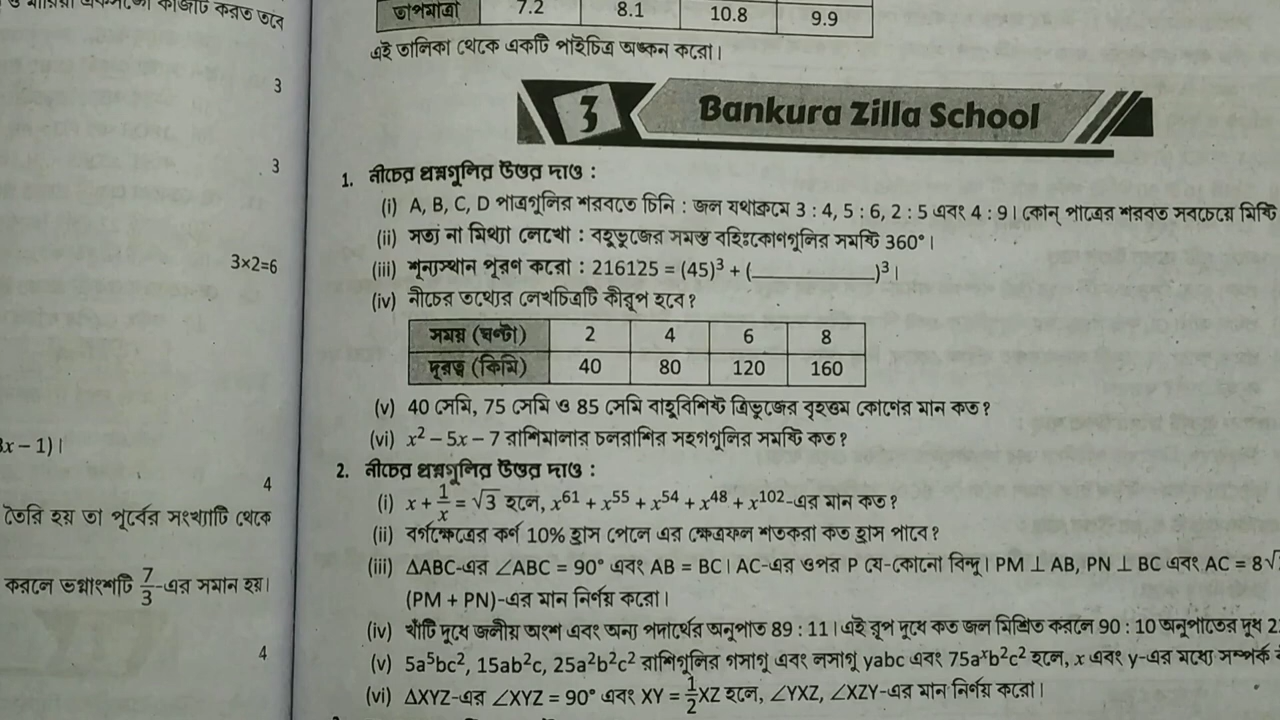 করত তবে
তাপমাত্রা 7.2 8.1 10.8 9.9
এই তালিকা থেকে একটি পাইচিত্র অঙ্কন করো।
3
3
3×2=6
x – 1)।
4
তৈরি হয় তা পূর্বের সংখ্যাটি থেকে
করলে ভগ্নাংশটি 7/3-এর সমান হয়।
4
3 Bankura Zilla School
1. নীচের প্রশ্নগুলির উত্তর দাও :
(i) A, B, C, D পাত্রগুলির শরবতে চিনি : জল যথাক্রমে 3 : 4, 5 : 6, 2 : 5 এবং 4 : 9। কোন্ পাত্রের শরবত সবচেয়ে মিষ্টি
(ii) সত্য না মিথ্যা লেখো : বহুভুজের সমস্ত বহিঃকোণগুলির সমষ্টি 360°।
(iii) শূন্যস্থান পূরণ করো : 216125 = (45)³ + (__________)³।
(iv) নীচের তথ্যের লেখচিত্রটি কীরূপ হবে?
সময় (ঘণ্টা) 2 4 6 8
দূরত্ব (কিমি) 40 80 120 160
(v) 40 সেমি, 75 সেমি ও 85 সেমি বাহুবিশিষ্ট ত্রিভুজের বৃহত্তম কোণের মান কত?
(vi) x² – 5x – 7 রাশিমালার চলরাশির সহগগুলির সমষ্টি কত?
2. নীচের প্রশ্নগুলির উত্তর দাও :
(i) x + 1/x = √3 হলে, x⁶¹ + x⁵⁵ + x⁵⁴ + x⁴⁸ + x¹⁰²-এর মান কত?
(ii) বর্গক্ষেত্রের কর্ণ 10% হ্রাস পেলে এর ক্ষেত্রফল শতকরা কত হ্রাস পাবে?
(iii) ΔABC-এর ∠ABC = 90° এবং AB = BC। AC-এর ওপর P যে-কোনো বিন্দু। PM ⊥ AB, PN ⊥ BC এবং AC = 8√
(PM + PN)-এর মান নির্ণয় করো।
(iv) খাঁটি দুধে জলীয় অংশ এবং অন্য পদার্থের অনুপাত 89 : 11। এই রূপ দুধে কত জল মিশ্রিত করলে 90 : 10 অনুপাতের দুধ 2
(v) 5a⁵bc², 15ab²c, 25a²b²c² রাশিগুলির গসাগু এবং লসাগু yabc এবং 75aˣb²c² হলে, x এবং y-এর মধ্যে সম্পর্ক
(vi) ΔXYZ-এর ∠XYZ = 90° এবং XY = 1/2XZ হলে, ∠YXZ, ∠XZY-এর মান নির্ণয় করো।